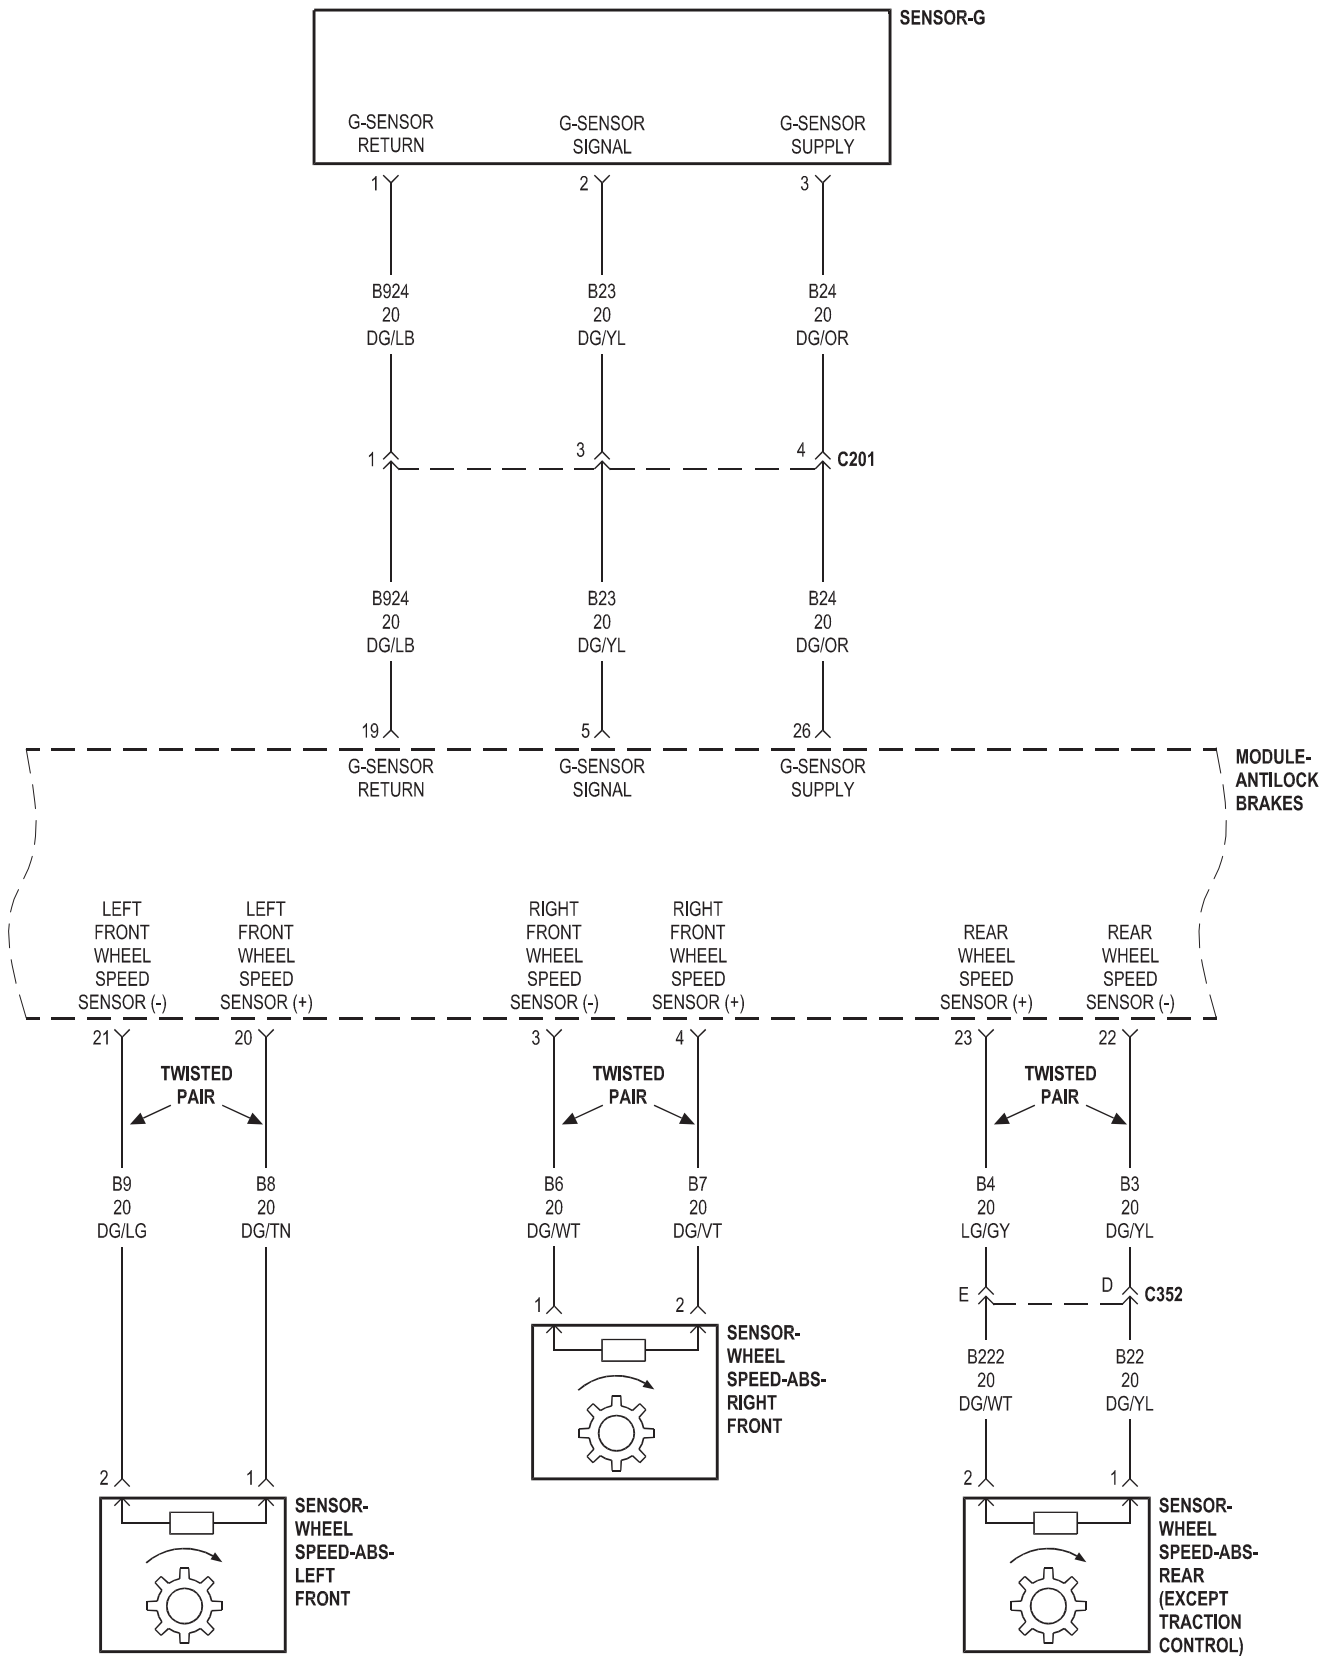 SENSOR-G
G-SENSOR
RETURN
G-SENSOR
SIGNAL
G-SENSOR
SUPPLY
1
2
3
B924
20
DG/LB
B23
20
DG/YL
B24
20
DG/OR
1
3
4
C201
B924
20
DG/LB
B23
20
DG/YL
B24
20
DG/OR
19
5
26
G-SENSOR
RETURN
G-SENSOR
SIGNAL
G-SENSOR
SUPPLY
MODULE-
ANTILOCK
BRAKES
LEFT
FRONT
WHEEL
SPEED
SENSOR (-)
LEFT
FRONT
WHEEL
SPEED
SENSOR (+)
RIGHT
FRONT
WHEEL
SPEED
SENSOR (-)
RIGHT
FRONT
WHEEL
SPEED
SENSOR (+)
REAR
WHEEL
SPEED
SENSOR (+)
REAR
WHEEL
SPEED
SENSOR (-)
21
20
3
4
23
22
TWISTED
PAIR
TWISTED
PAIR
TWISTED
PAIR
B9
20
DG/LG
B8
20
DG/TN
B6
20
DG/WT
B7
20
DG/VT
B4
20
LG/GY
B3
20
DG/YL
E
D
C352
1
2
SENSOR-
WHEEL
SPEED-ABS-
RIGHT
FRONT
B222
20
DG/WT
B22
20
DG/YL
2
1
SENSOR-
WHEEL
SPEED-ABS-
LEFT
FRONT
2
1
SENSOR-
WHEEL
SPEED-ABS-
REAR
(EXCEPT
TRACTION
CONTROL)